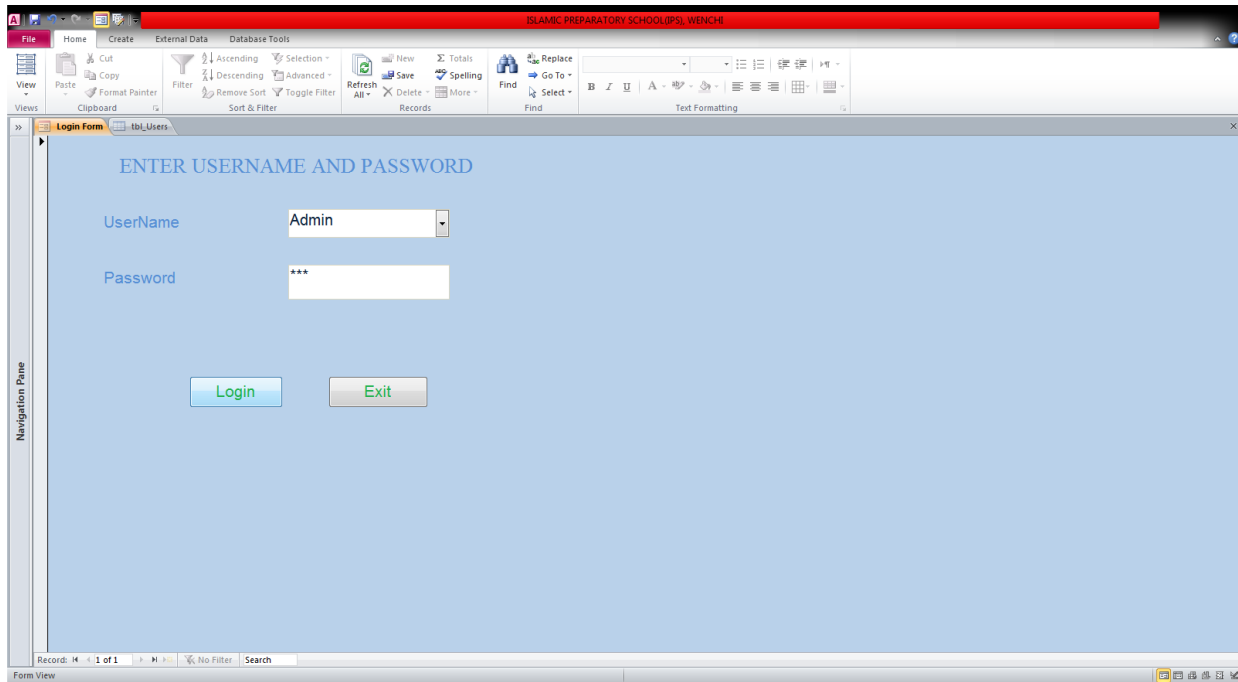 ISLAMIC PREPARATORY SCHOOL(IPS), WENCHI
File Home Create External Data Database Tools
View
Views
Paste
Cut
Copy
Format Painter
Clipboard
Filter
Ascending
Descending
Remove Sort
Selection
Advanced
Toggle Filter
Sort & Filter
Refresh
All
New
Save
Delete
Totals
Spelling
More
Records
Find
Replace
Go To
Select
Find
B I U A
Text Formatting
Login Form tbl_Users
ENTER USERNAME AND PASSWORD
UserName Admin
Password ***
Login Exit
Navigation Pane
Record: 1 of 1 No Filter Search
Form View